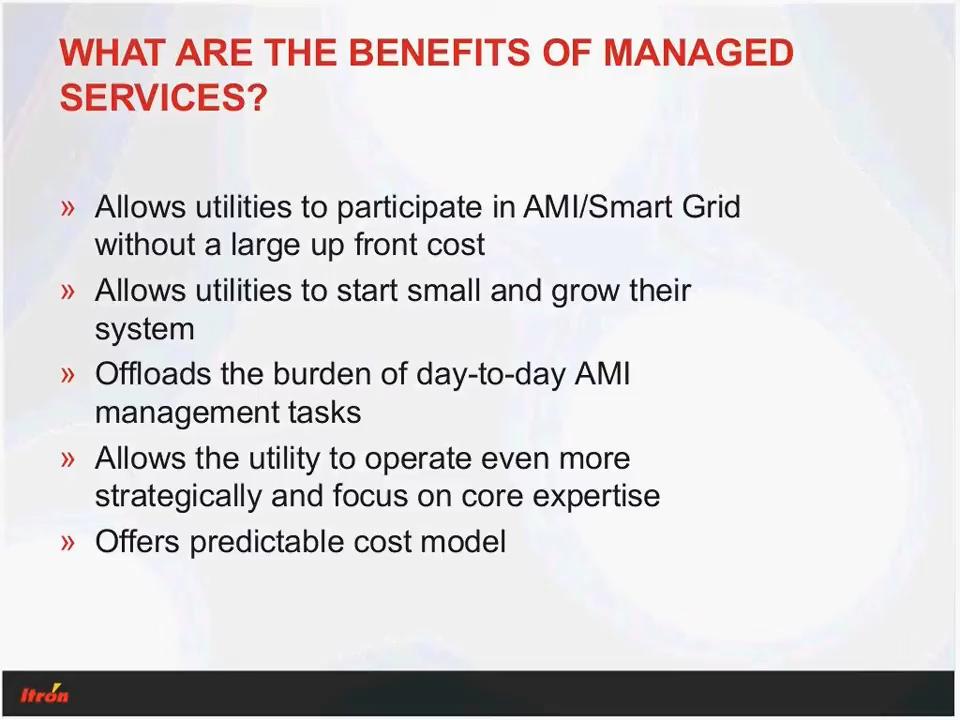 WHAT ARE THE BENEFITS OF MANAGED
SERVICES?
» Allows utilities to participate in AMI/Smart Grid
without a large up front cost
» Allows utilities to start small and grow their
system
» Offloads the burden of day-to-day AMI
management tasks
» Allows the utility to operate even more
strategically and focus on core expertise
» Offers predictable cost model
Itrón